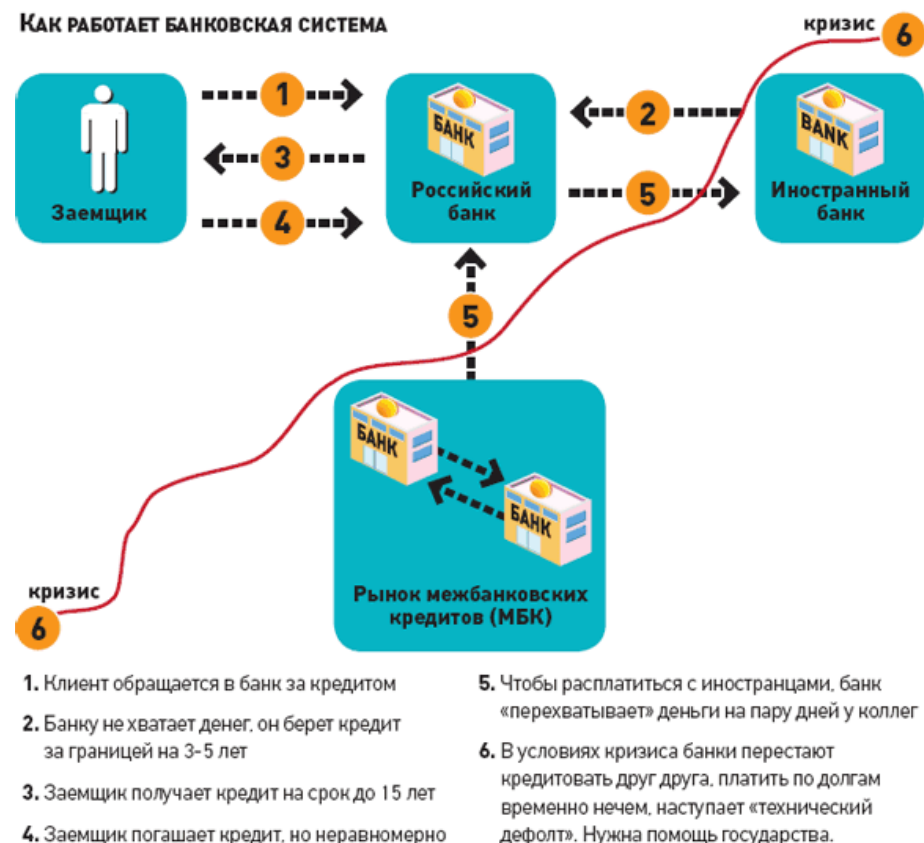 КАК РАБОТАЕТ БАНКОВСКАЯ СИСТЕМА
кризис
6
1
2
БАНК
BANK
3
Заемщик
Российский
банк
5
Иностранный
банк
4
5
БАНК
БАНК
кризис
6
Рынок межбанковских
кредитов (МБК)
1. Клиент обращается в банк за кредитом
2. Банку не хватает денег, он берет кредит
за границей на 3-5 лет
3. Заемщик получает кредит на срок до 15 лет
4. Заемщик погашает кредит, но неравномерно
5. Чтобы расплатиться с иностранцами, банк
«перехватывает» деньги на пару дней у коллег
6. В условиях кризиса банки перестают
кредитовать друг друга, платить по долгам
временно нечем, наступает «технический
дефолт». Нужна помощь государства.